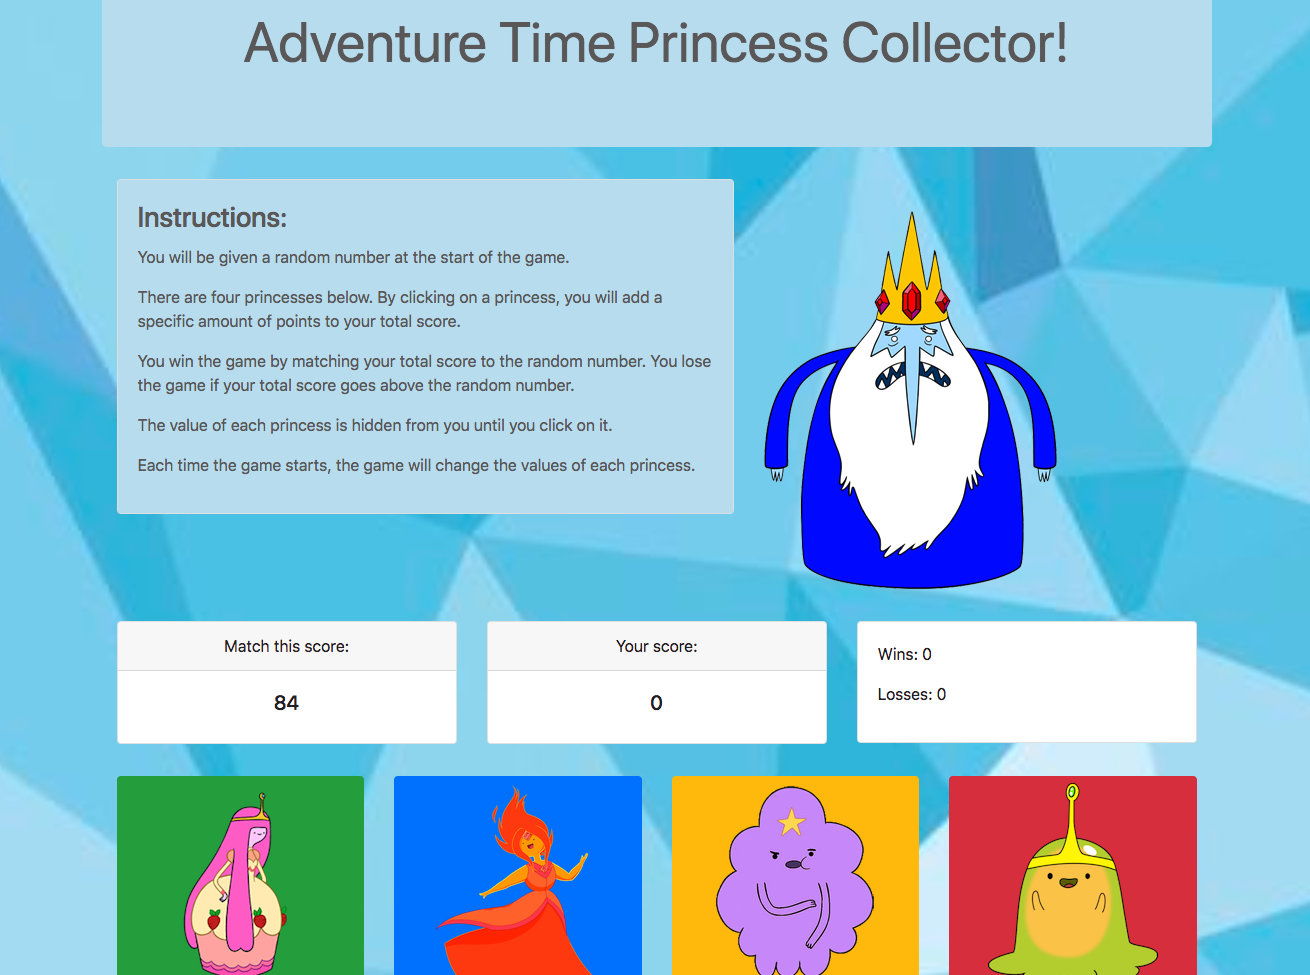 Adventure Time Princess Collector!
Instructions:
You will be given a random number at the start of the game.
There are four princesses below. By clicking on a princess, you will add a
specific amount of points to your total score.
You win the game by matching your total score to the random number. You lose
the game if your total score goes above the random number.
The value of each princess is hidden from you until you click on it.
Each time the game starts, the game will change the values of each princess.
Match this score:
84
Your score:
0
Wins: 0
Losses: 0